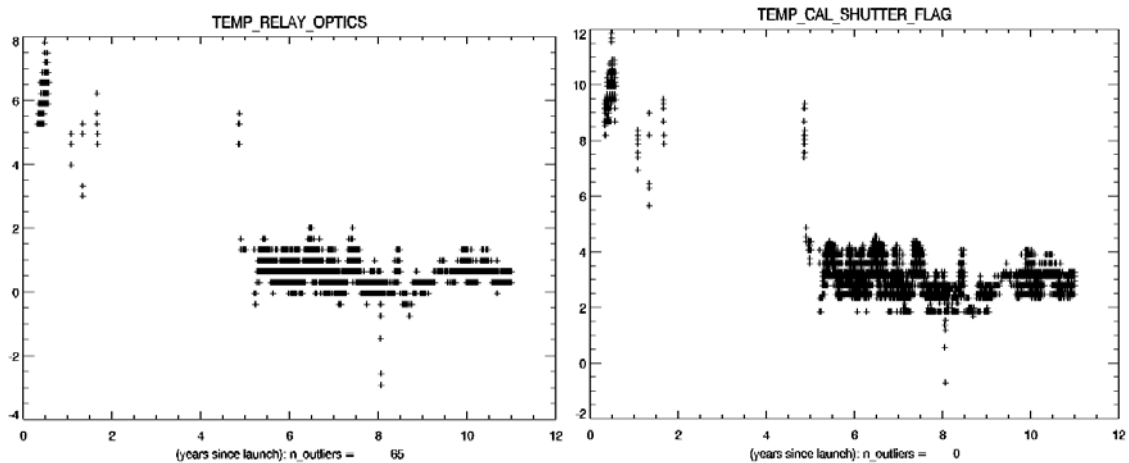 TEMP_RELAY_OPTICS
8
6
4
2
0
-2
-4
0 2 4 6 8 10 12
(years since launch): n_outliers = 65
TEMP_CAL_SHUTTER_FLAG
12
10
8
6
4
2
0
-2
0 2 4 6 8 10 12
(years since launch): n_outliers = 0